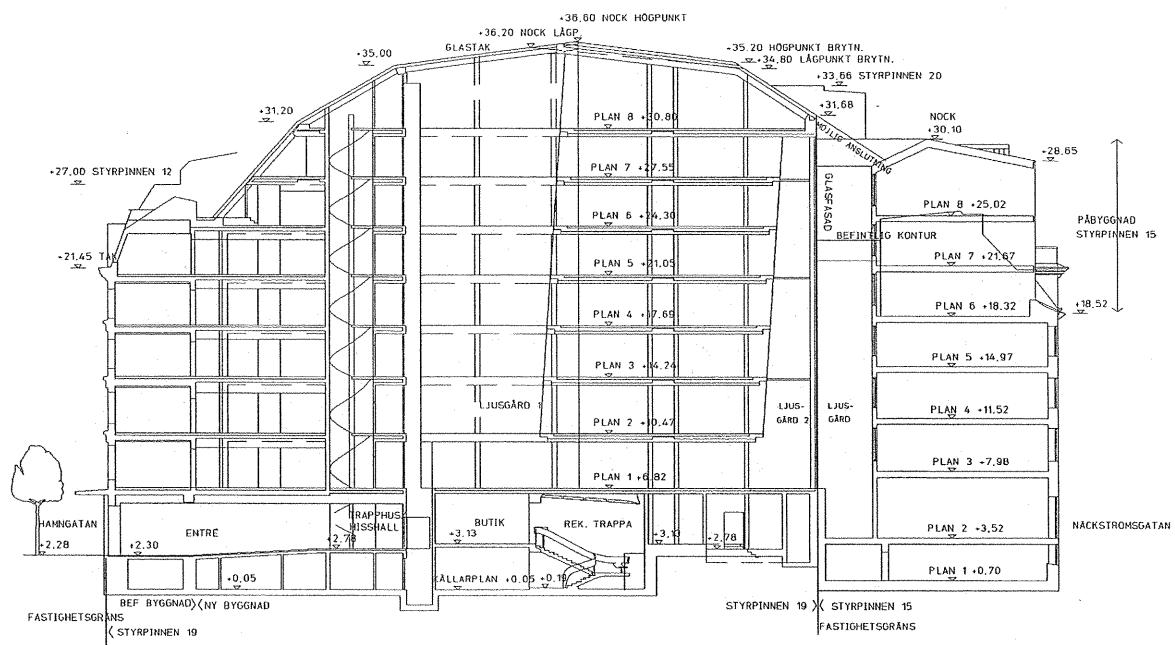 +36,60 NOCK HÖGPUNKT
+36,20 NOCK LÅGP.
GLASTAK
+35,00
+35,20 HÖGPUNKT BRYTN.
+34,80 LÅGPUNKT BRYTN.
+33,66 STYRPINNEN 20
+31,68
+31,20
NOCK
+30,10
MÖJLIG ANSLUTNING
+28,65
+27,00 STYRPINNEN 12
+21,45
PLAN 8 +30,80
PLAN 7 +27,55
PLAN 6 +24,30
PLAN 5 +21,05
PLAN 4 +17,69
PLAN 3 +14,24
PLAN 2 +10,47
PLAN 1 +6,82
LJUSGÅRD 1
LJUS-
GÅRD 2
LJUS-
GÅRD
GLASFASAD
PLAN 8 +25,02
BEFINTLIG KONTUR
PLAN 7 +21,67
PLAN 6 +18,32
PLAN 5 +14,97
PLAN 4 +11,52
PLAN 3 +7,98
PLAN 2 +3,52
PLAN 1 +0,70
PÅBYGGNAD
STYRPINNEN 15
+18,52
NÄCKSTRÖMSGATAN
HAMNGATAN
+2,28
+2,30
ENTRÉ
TRAPPHUS
HISSHALL
+2,78
BUTIK
+3,13
REK. TRAPPA
+3,13
+2,78
+0,05
KÄLLARPLAN +0,05
+0,19
BEF BYGGNAD
NY BYGGNAD
FASTIGHETSGRÄNS
STYRPINNEN 19
STYRPINNEN 19
STYRPINNEN 15
FASTIGHETSGRÄNS